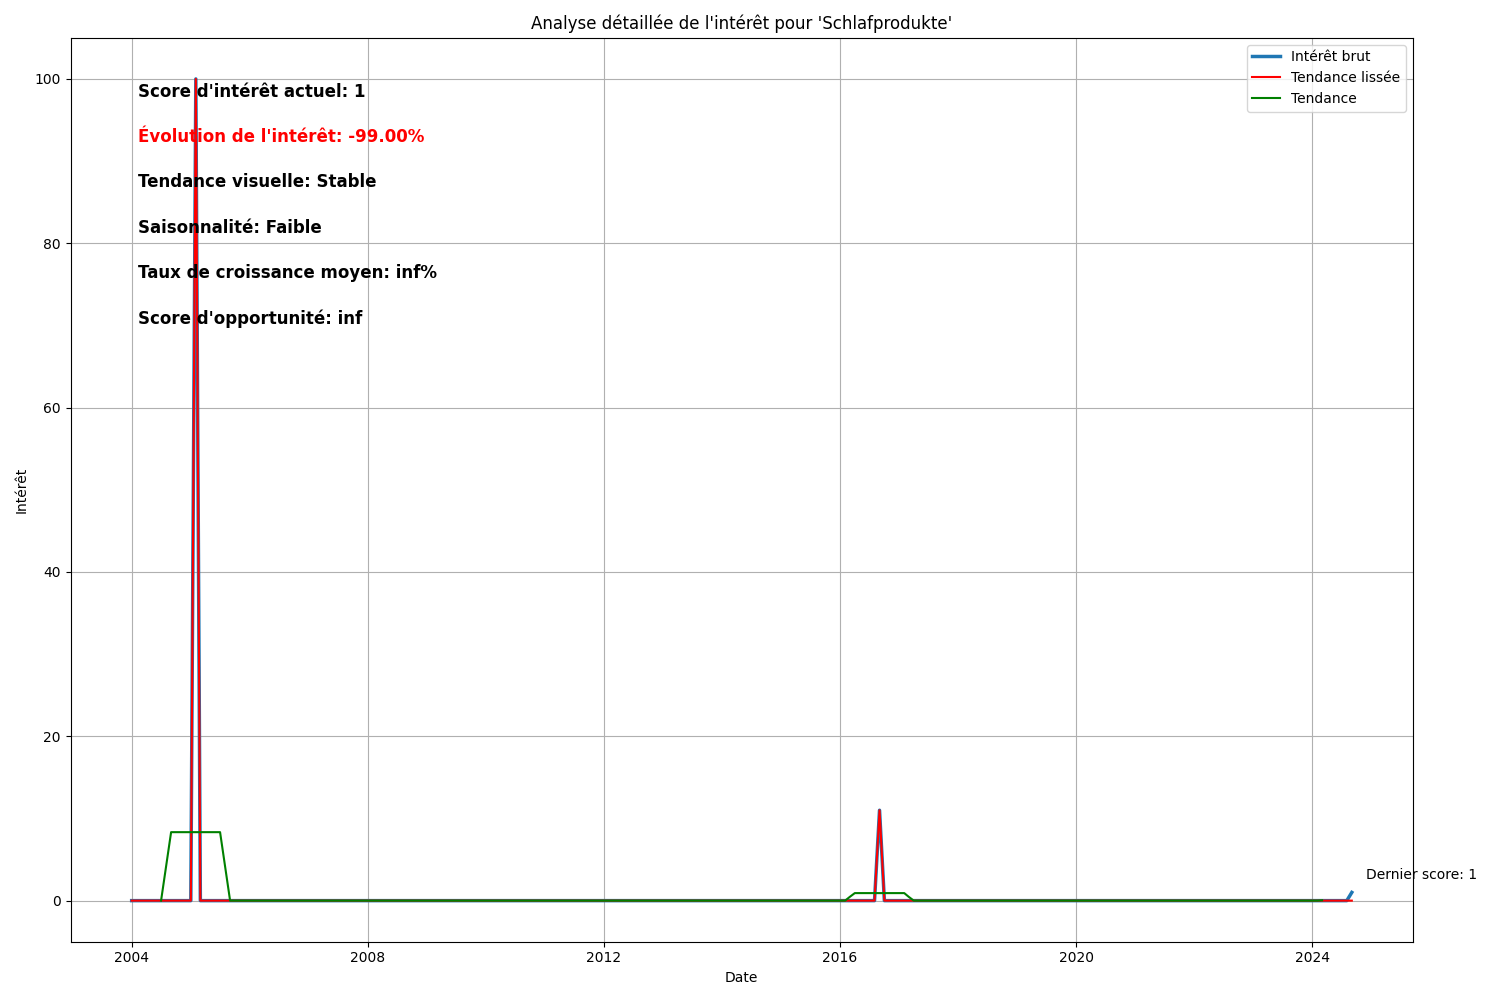 Analyse détaillée de l'intérêt pour 'Schlafprodukte'
Intérêt brut
Tendance lissée
Tendance
Score d'intérêt actuel: 1
Évolution de l'intérêt: -99.00%
Tendance visuelle: Stable
Saisonnalité: Faible
Taux de croissance moyen: inf%
Score d'opportunité: inf
100
80
60
40
20
0
Intérêt
Dernier score: 1
2004 2008 2012 2016 2020 2024
Date